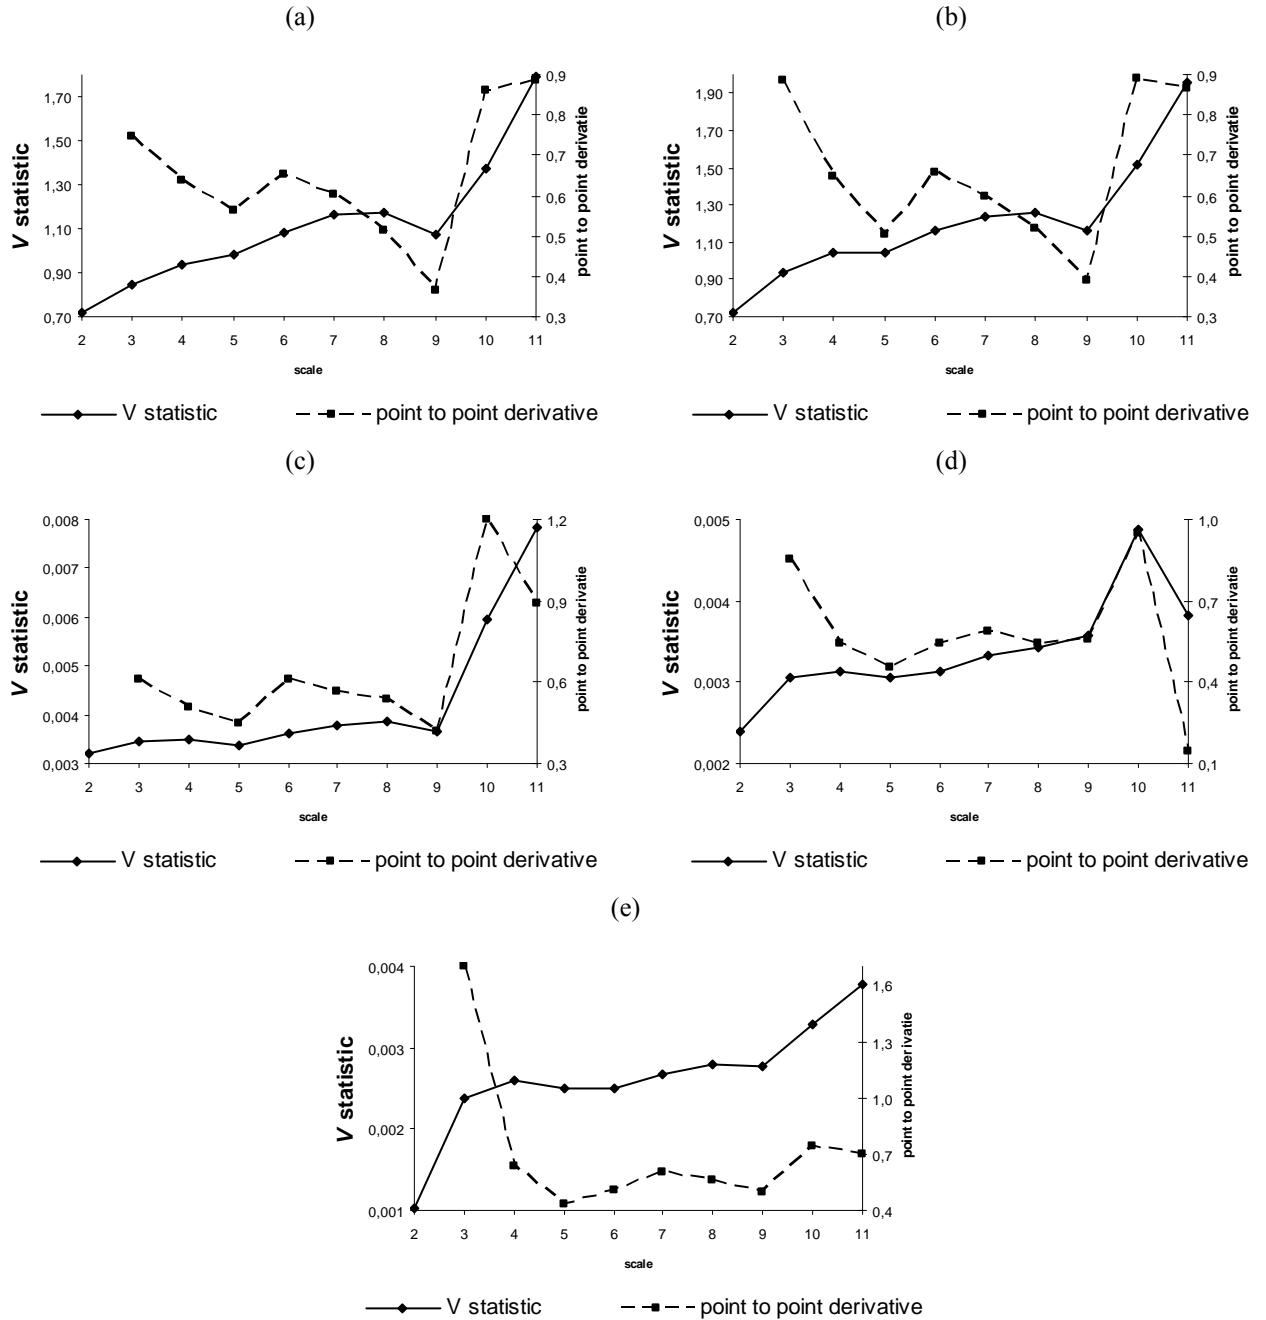 (a)
1,70
1,50
1,30
1,10
0,90
0,70
V statistic
0,9
0,8
0,7
0,6
0,5
0,4
0,3
point to point derivatie
2 3 4 5 6 7 8 9 10 11
scale
V statistic point to point derivative
(b)
1,90
1,70
1,50
1,30
1,10
0,90
0,70
V statistic
0,9
0,8
0,7
0,6
0,5
0,4
0,3
point to point derivatie
2 3 4 5 6 7 8 9 10 11
scale
V statistic point to point derivative
(c)
0,008
0,007
0,006
0,005
0,004
0,003
V statistic
1,2
0,9
0,6
0,3
point to point derivatie
2 3 4 5 6 7 8 9 10 11
scale
V statistic point to point derivative
(d)
0,005
0,004
0,003
0,002
V statistic
1,0
0,7
0,4
0,1
point to point derivatie
2 3 4 5 6 7 8 9 10 11
scale
V statistic point to point derivative
(e)
0,004
0,003
0,002
0,001
V statistic
1,6
1,3
1,0
0,7
0,4
point to point derivatie
2 3 4 5 6 7 8 9 10 11
scale
V statistic point to point derivative